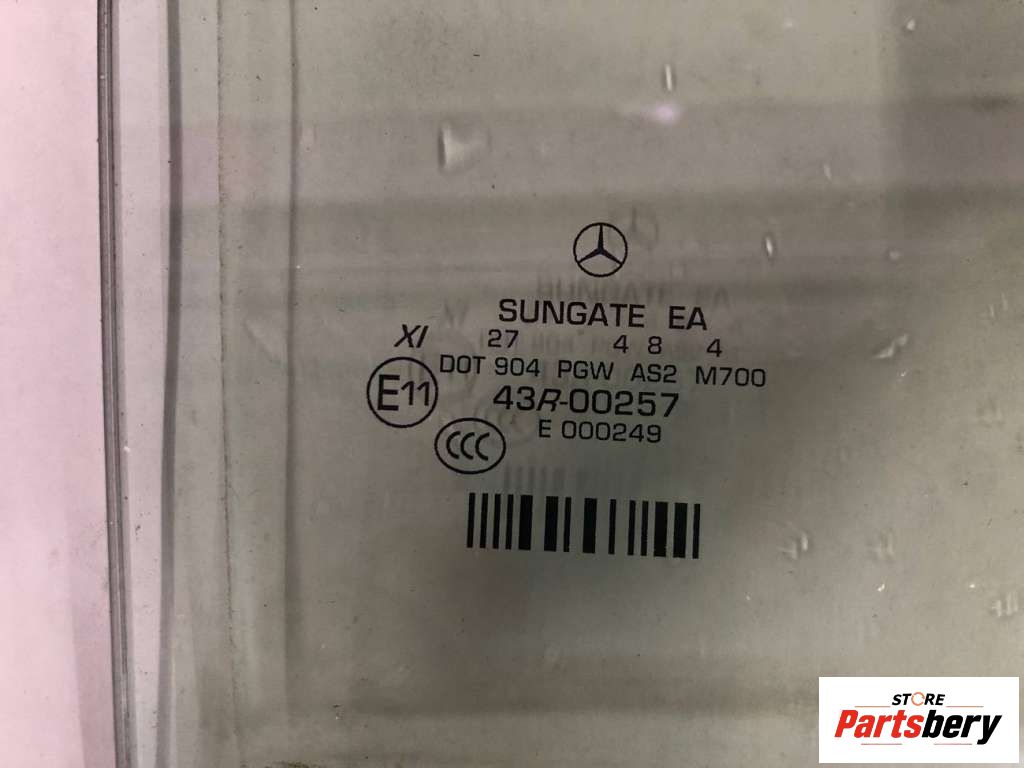 SUNGATE EA
XI 27 4 8 4
DOT 904 PGW AS2 M700
E11 43R-00257
E 000249
CCC
STORE
Partsbery